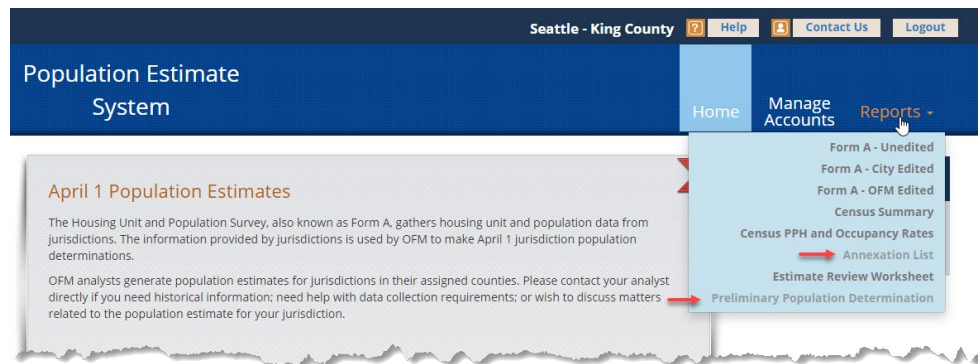 Seattle - King County ? Help Contact Us Logout
Population Estimate
System
Home Manage
Accounts Reports
Form A - Unedited
Form A - City Edited
Form A - OFM Edited
Census Summary
Census PPH and Occupancy Rates
Annexation List
Estimate Review Worksheet
Preliminary Population Determination
April 1 Population Estimates
The Housing Unit and Population Survey, also known as Form A, gathers housing unit and population data from
jurisdictions. The information provided by jurisdictions is used by OFM to make April 1 jurisdiction population
determinations.
OFM analysts generate population estimates for jurisdictions in their assigned counties. Please contact your analyst
directly if you need historical information; need help with data collection requirements; or wish to discuss matters
related to the population estimate for your jurisdiction.